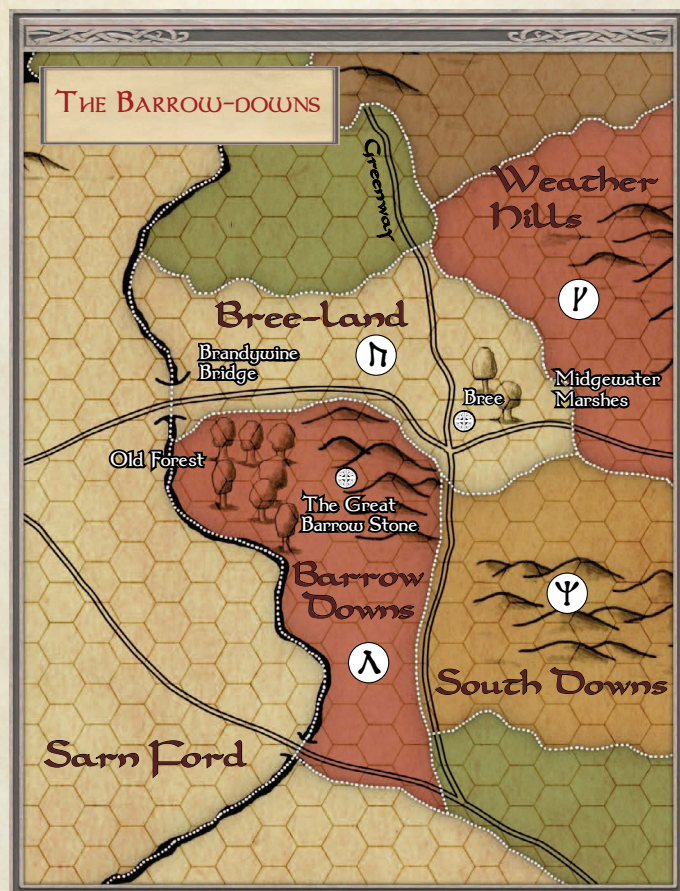 The Barrow-downs
Greenway
Weather
Hills
Bree-land
ᚠ
ᚢ
Brandywine
Bridge
Midgewater
Marshes
Bree
Old Forest
The Great
Barrow Stone
Barrow
Downs
ᛉ
South Downs
Sarn Ford